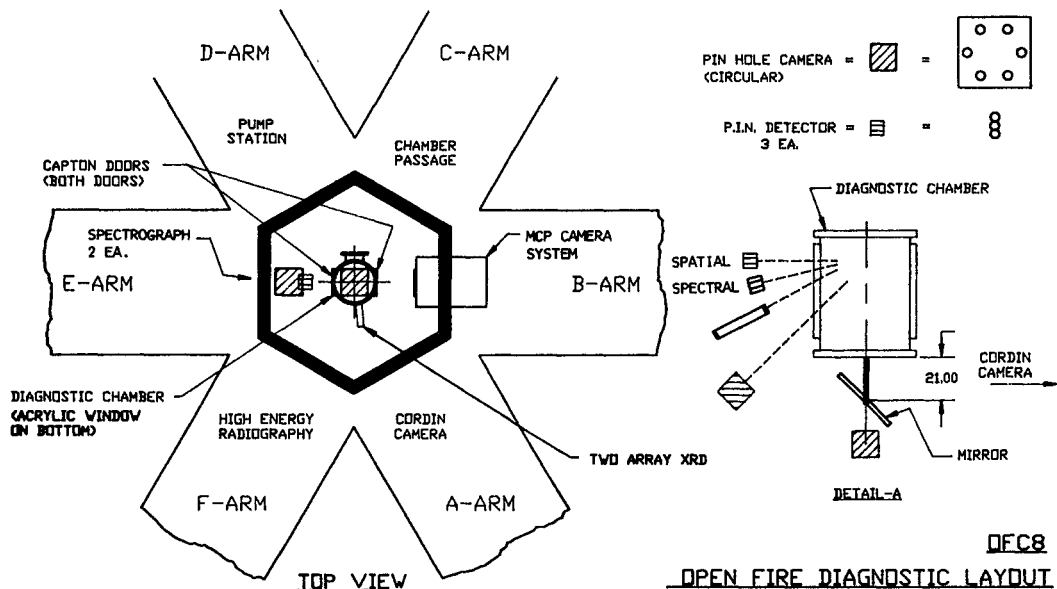 D-ARM
C-ARM
PUMP
STATION
CHAMBER
PASSAGE
CAPTON DOORS
(BOTH DOORS)
SPECTROGRAPH
2 EA.
MCP CAMERA
SYSTEM
E-ARM
B-ARM
DIAGNOSTIC CHAMBER
(ACRYLIC WINDOW
ON BOTTOM)
HIGH ENERGY
RADIOGRAPHY
CORDIN
CAMERA
TWO ARRAY XRD
F-ARM
A-ARM
TOP VIEW
PIN HOLE CAMERA =
(CIRCULAR)
=
P.I.N. DETECTOR =
3 EA.
=
DIAGNOSTIC CHAMBER
SPATIAL
SPECTRAL
21.00
CORDIN
CAMERA
MIRROR
DETAIL-A
OFC8
OPEN FIRE DIAGNOSTIC LAYOUT